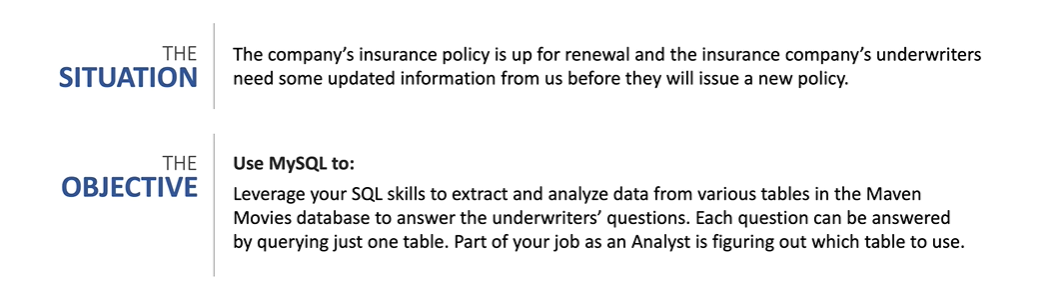 THE
SITUATION
The company's insurance policy is up for renewal and the insurance company's underwriters
need some updated information from us before they will issue a new policy.
THE
OBJECTIVE
Use MySQL to:
Leverage your SQL skills to extract and analyze data from various tables in the Maven
Movies database to answer the underwriters' questions. Each question can be answered
by querying just one table. Part of your job as an Analyst is figuring out which table to use.